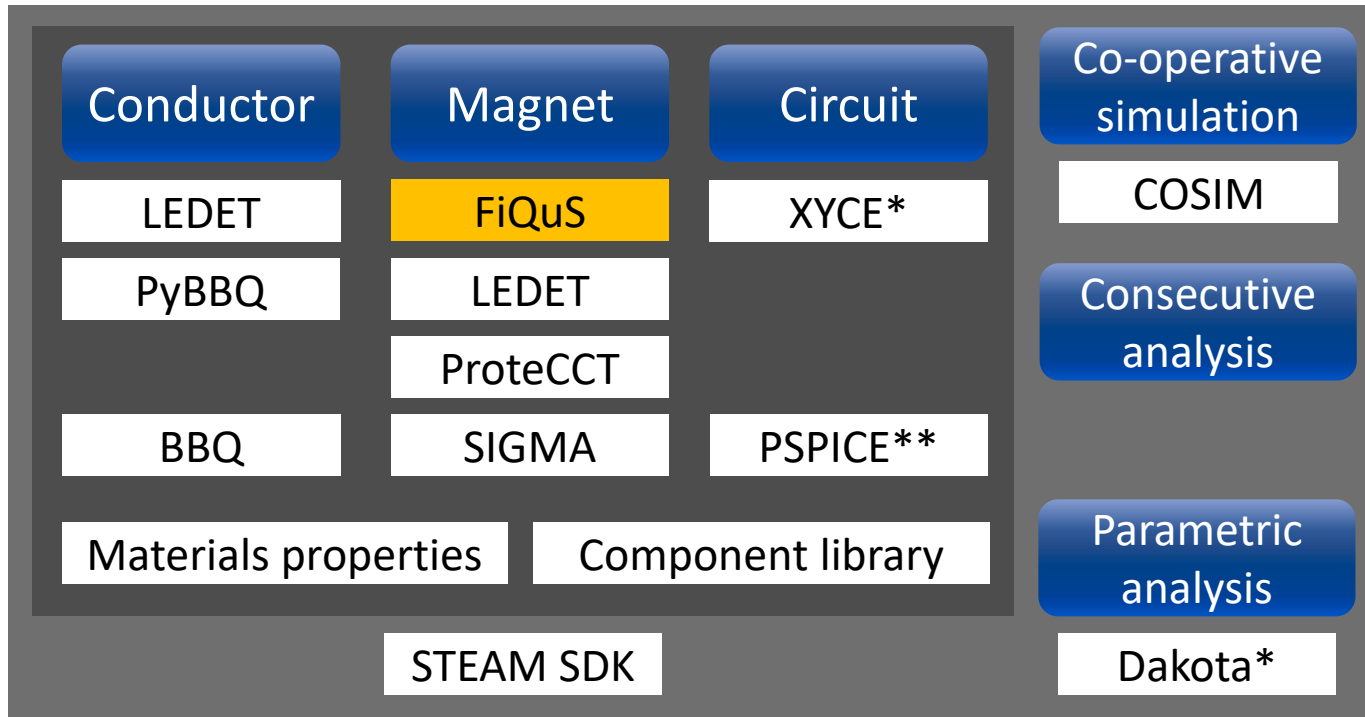 Conductor
Magnet
Circuit
Co-operative
simulation
LEDET
FiQuS
XYCE*
COSIM
PyBBQ
LEDET
Consecutive
analysis
ProteCCT
BBQ
SIGMA
PSPICE**
Materials properties
Component library
Parametric
analysis
STEAM SDK
Dakota*